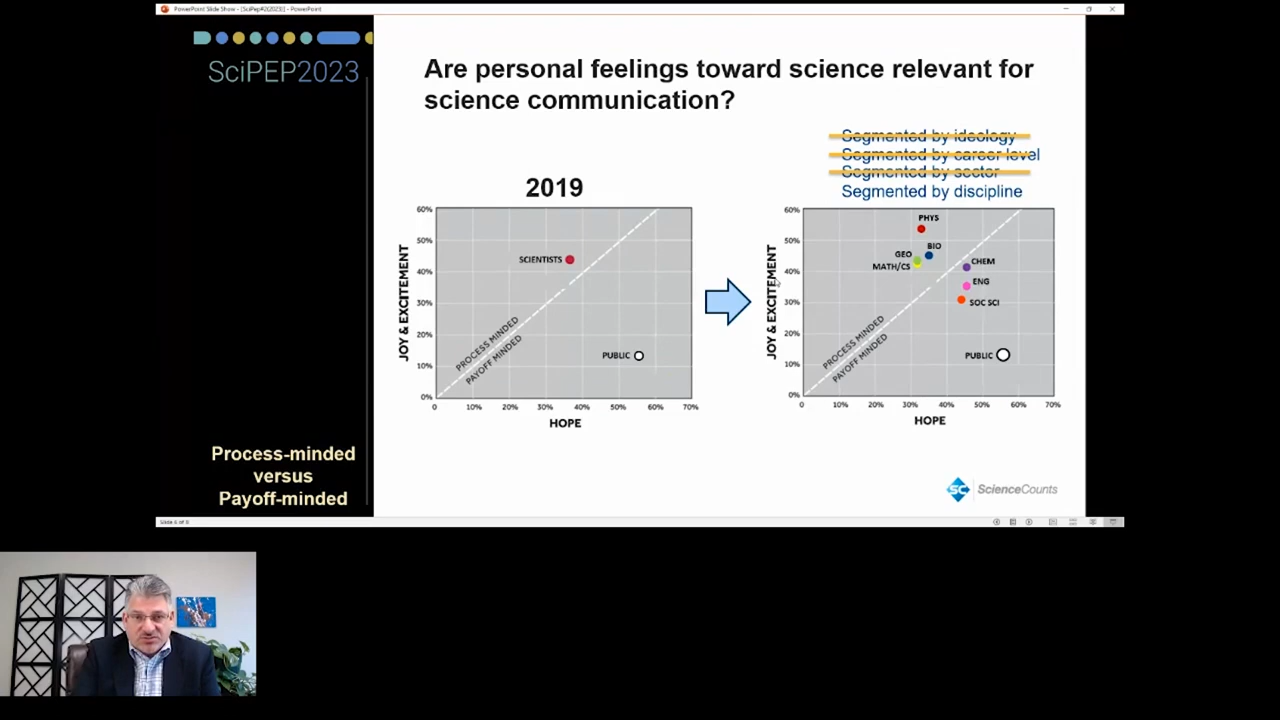 PowerPoint Slide Show - [SciPep#2(2023)] - PowerPoint
SciPEP2023
Are personal feelings toward science relevant for
science communication?
Segmented by ideology
Segmented by career level
Segmented by sector
Segmented by discipline
2019
60%
50%
40%
30%
20%
10%
0%
JOY & EXCITEMENT
SCIENTISTS
PUBLIC
PROCESS MINDED
PAYOFF MINDED
0 10% 20% 30% 40% 50% 60% 70%
HOPE
60%
50%
40%
30%
20%
10%
0%
JOY & EXCITEMENT
PHYS
BIO
GEO
MATH/CS
CHEM
ENG
SOC SCI
PUBLIC
PROCESS MINDED
PAYOFF MINDED
0 10% 20% 30% 40% 50% 60% 70%
HOPE
Process-minded
versus
Payoff-minded
SC ScienceCounts
Slide 6 of 8